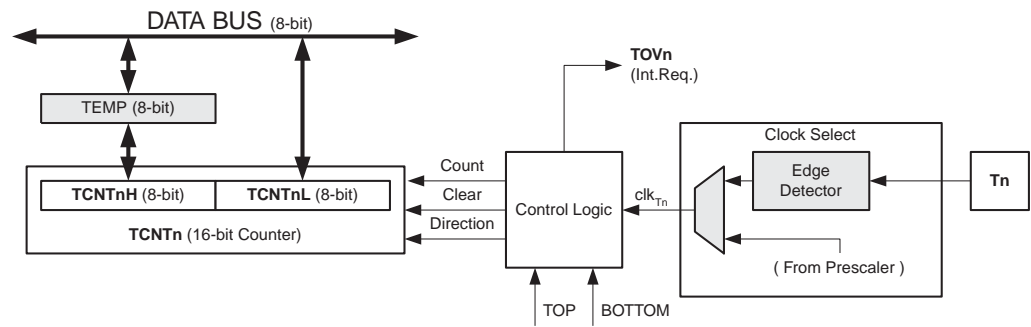 DATA BUS (8-bit)
TOVn
(Int.Req.)
TEMP (8-bit)
Clock Select
Count
Edge
Detector
Tn
TCNTnH (8-bit) TCNTnL (8-bit)
Clear
Control Logic
clkTn
TCNTn (16-bit Counter)
Direction
( From Prescaler )
TOP
BOTTOM